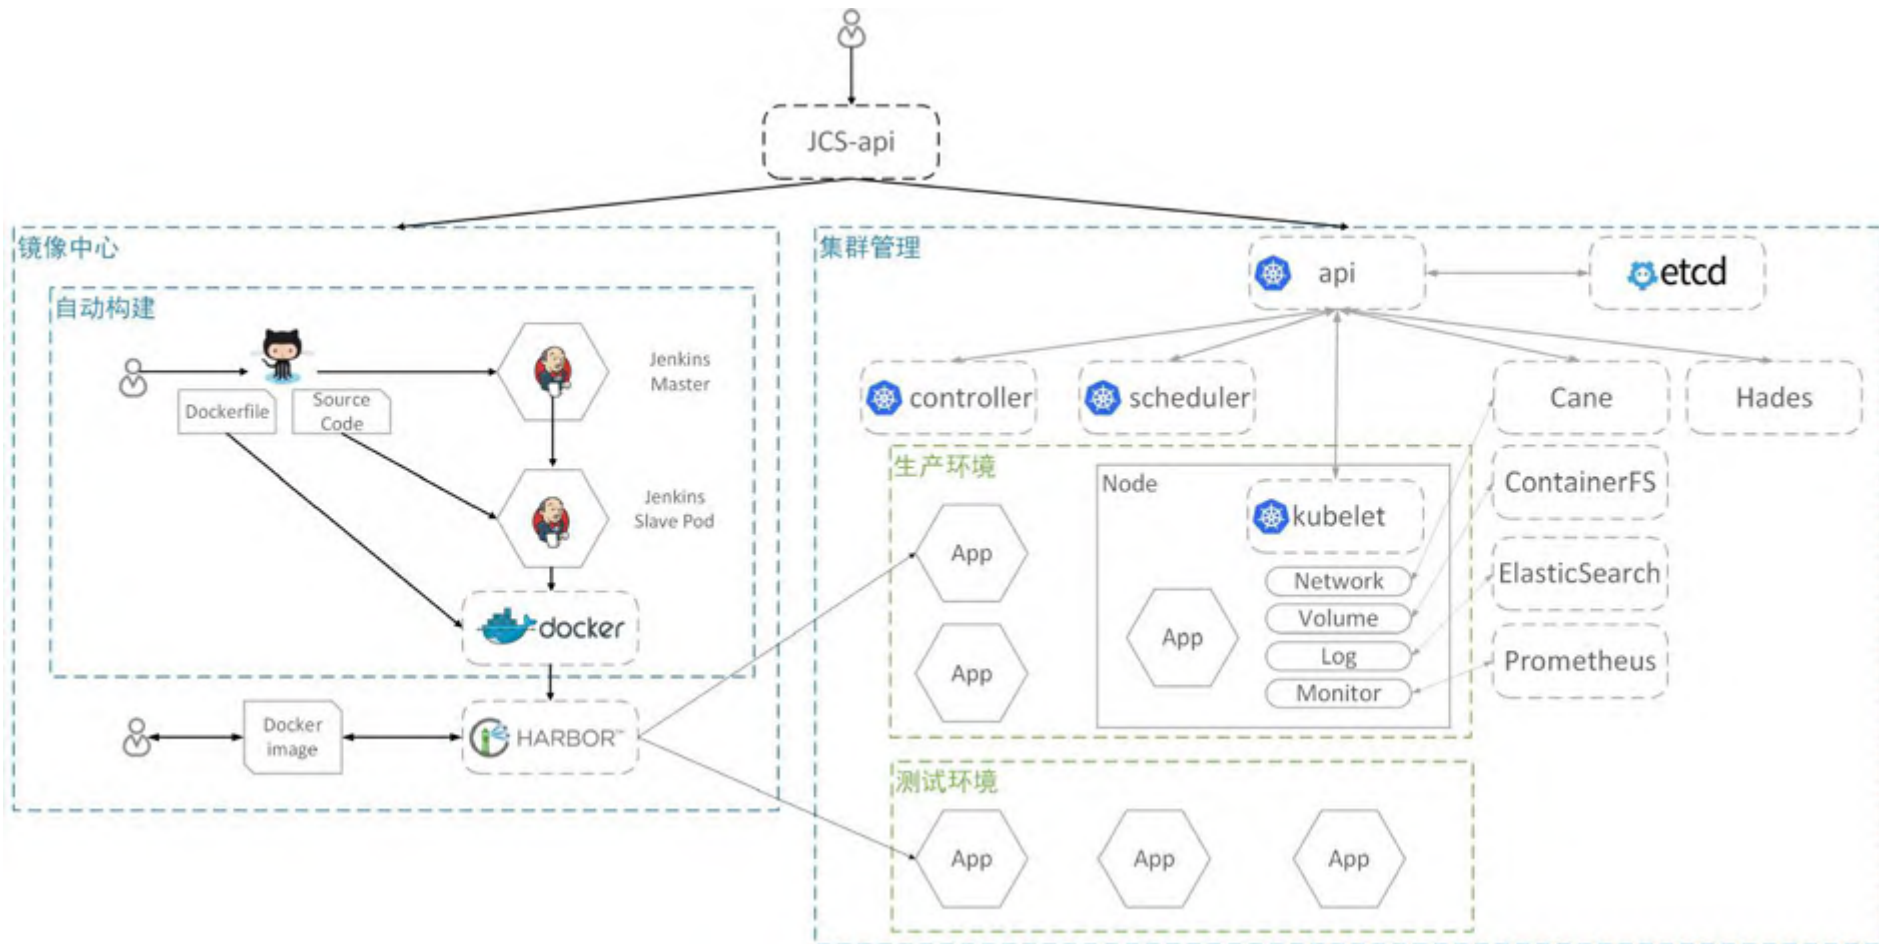 JCS-api
镜像中心
自动构建
Dockerfile
Source
Code
Jenkins
Master
Jenkins
Slave Pod
docker
Docker
image
HARBOR™
集群管理
api
etcd
controller
scheduler
Cane
Hades
生产环境
Node
kubelet
ContainerFS
App
Network
ElasticSearch
Volume
App
Log
App
Prometheus
Monitor
测试环境
App
App
App